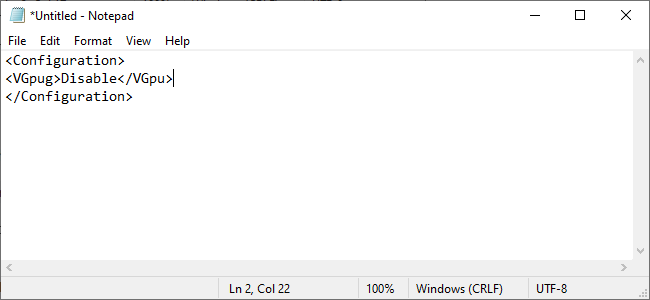 *Untitled - Notepad
File Edit Format View Help
<Configuration>
<VGpug>Disable</VGpu>
</Configuration>
Ln 2, Col 22 100% Windows (CRLF) UTF-8